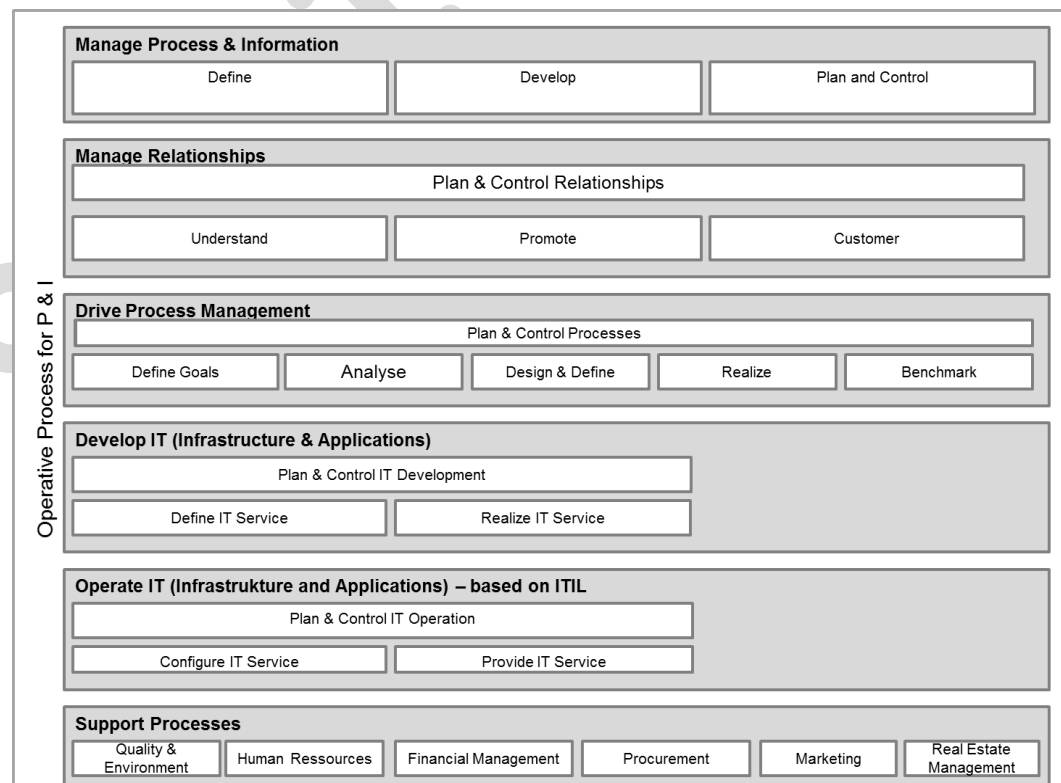 Operative Process for P & I
Manage Process & Information
Define
Develop
Plan and Control
Manage Relationships
Plan & Control Relationships
Understand
Promote
Customer
Drive Process Management
Plan & Control Processes
Define Goals
Analyse
Design & Define
Realize
Benchmark
Develop IT (Infrastructure & Applications)
Plan & Control IT Development
Define IT Service
Realize IT Service
Operate IT (Infrastrukture and Applications) – based on ITIL
Plan & Control IT Operation
Configure IT Service
Provide IT Service
Support Processes
Quality &
Environment
Human Ressources
Financial Management
Procurement
Marketing
Real Estate
Management